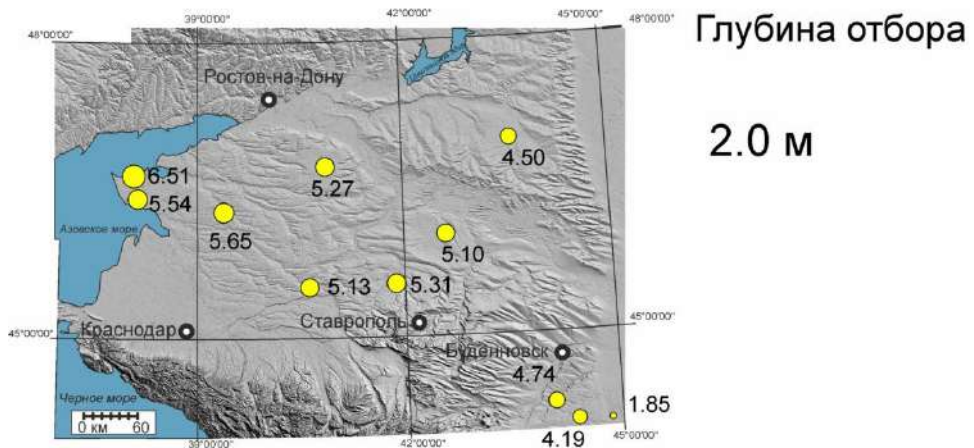 39°00'00"
42°00'00"
45°00'00"
48°00'00"
48°00'00"
Глубина отбора
2.0 м
Ростов-на-Дону
4.50
6.51
5.27
5.54
Азовское море
5.65
5.10
5.13
5.31
Ставрополь
Краснодар
45°00'00"
45°00'00"
Буденновск
4.74
Черное море
0 км 60
1.85
4.19
39°00'00"
42°00'00"
45°00'00"